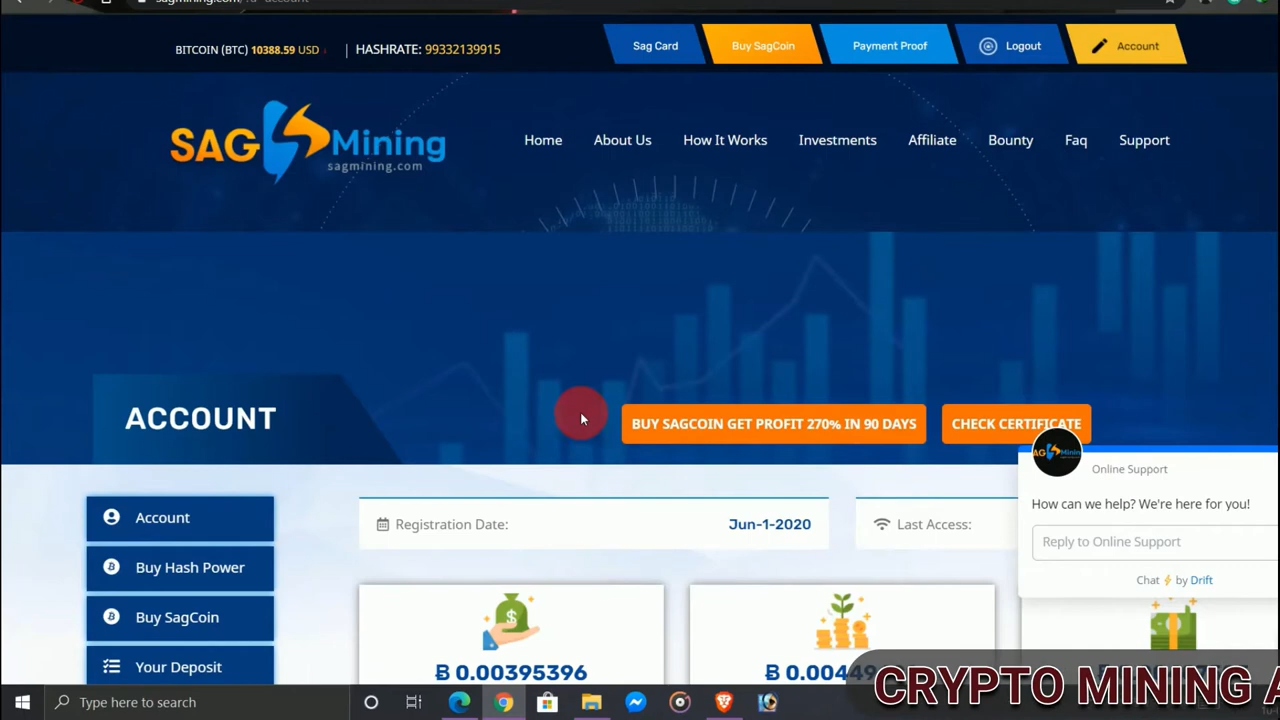 BITCOIN (BTC) 10388.59 USD ↓ | HASHRATE: 99332139915
Sag Card
Buy SagCoin
Payment Proof
Logout
Account
SAG Mining
sagmining.com
Home
About Us
How It Works
Investments
Affiliate
Bounty
Faq
Support
ACCOUNT
BUY SAGCOIN GET PROFIT 270% IN 90 DAYS
CHECK CERTIFICATE
Online Support
How can we help? We're here for you!
Reply to Online Support
Chat ⚡ by Drift
Account
Buy Hash Power
Buy SagCoin
Your Deposit
Registration Date: Jun-1-2020
Last Access:
Ƀ 0.00395396
Ƀ 0.00449
CRYPTO MINING A
Type here to search